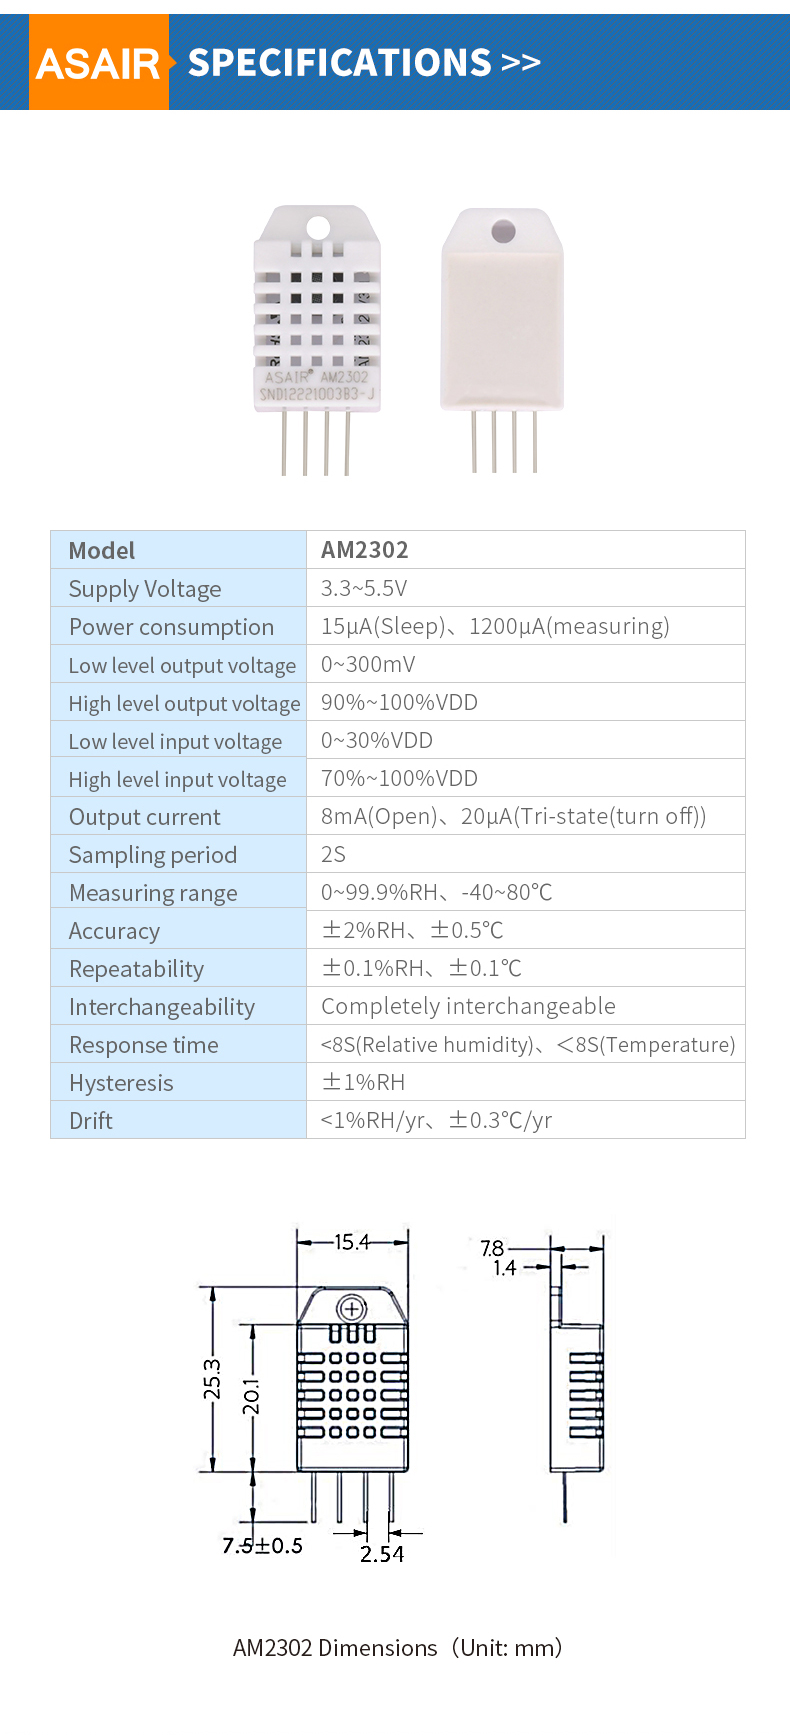 ASAIR
SPECIFICATIONS >>
ASAIR® AM2302
SND12221003B3-J
Model AM2302
Supply Voltage 3.3~5.5V
Power consumption 15μA(Sleep)、1200μA(measuring)
Low level output voltage 0~300mV
High level output voltage 90%~100%VDD
Low level input voltage 0~30%VDD
High level input voltage 70%~100%VDD
Output current 8mA(Open)、20μA(Tri-state(turn off))
Sampling period 2S
Measuring range 0~99.9%RH、-40~80℃
Accuracy ±2%RH、±0.5℃
Repeatability ±0.1%RH、±0.1℃
Interchangeability Completely interchangeable
Response time <8S(Relative humidity)、＜8S(Temperature)
Hysteresis ±1%RH
Drift <1%RH/yr、±0.3℃/yr
15.4
7.8
1.4
25.3
20.1
7.5±0.5
2.54
AM2302 Dimensions（Unit: mm）